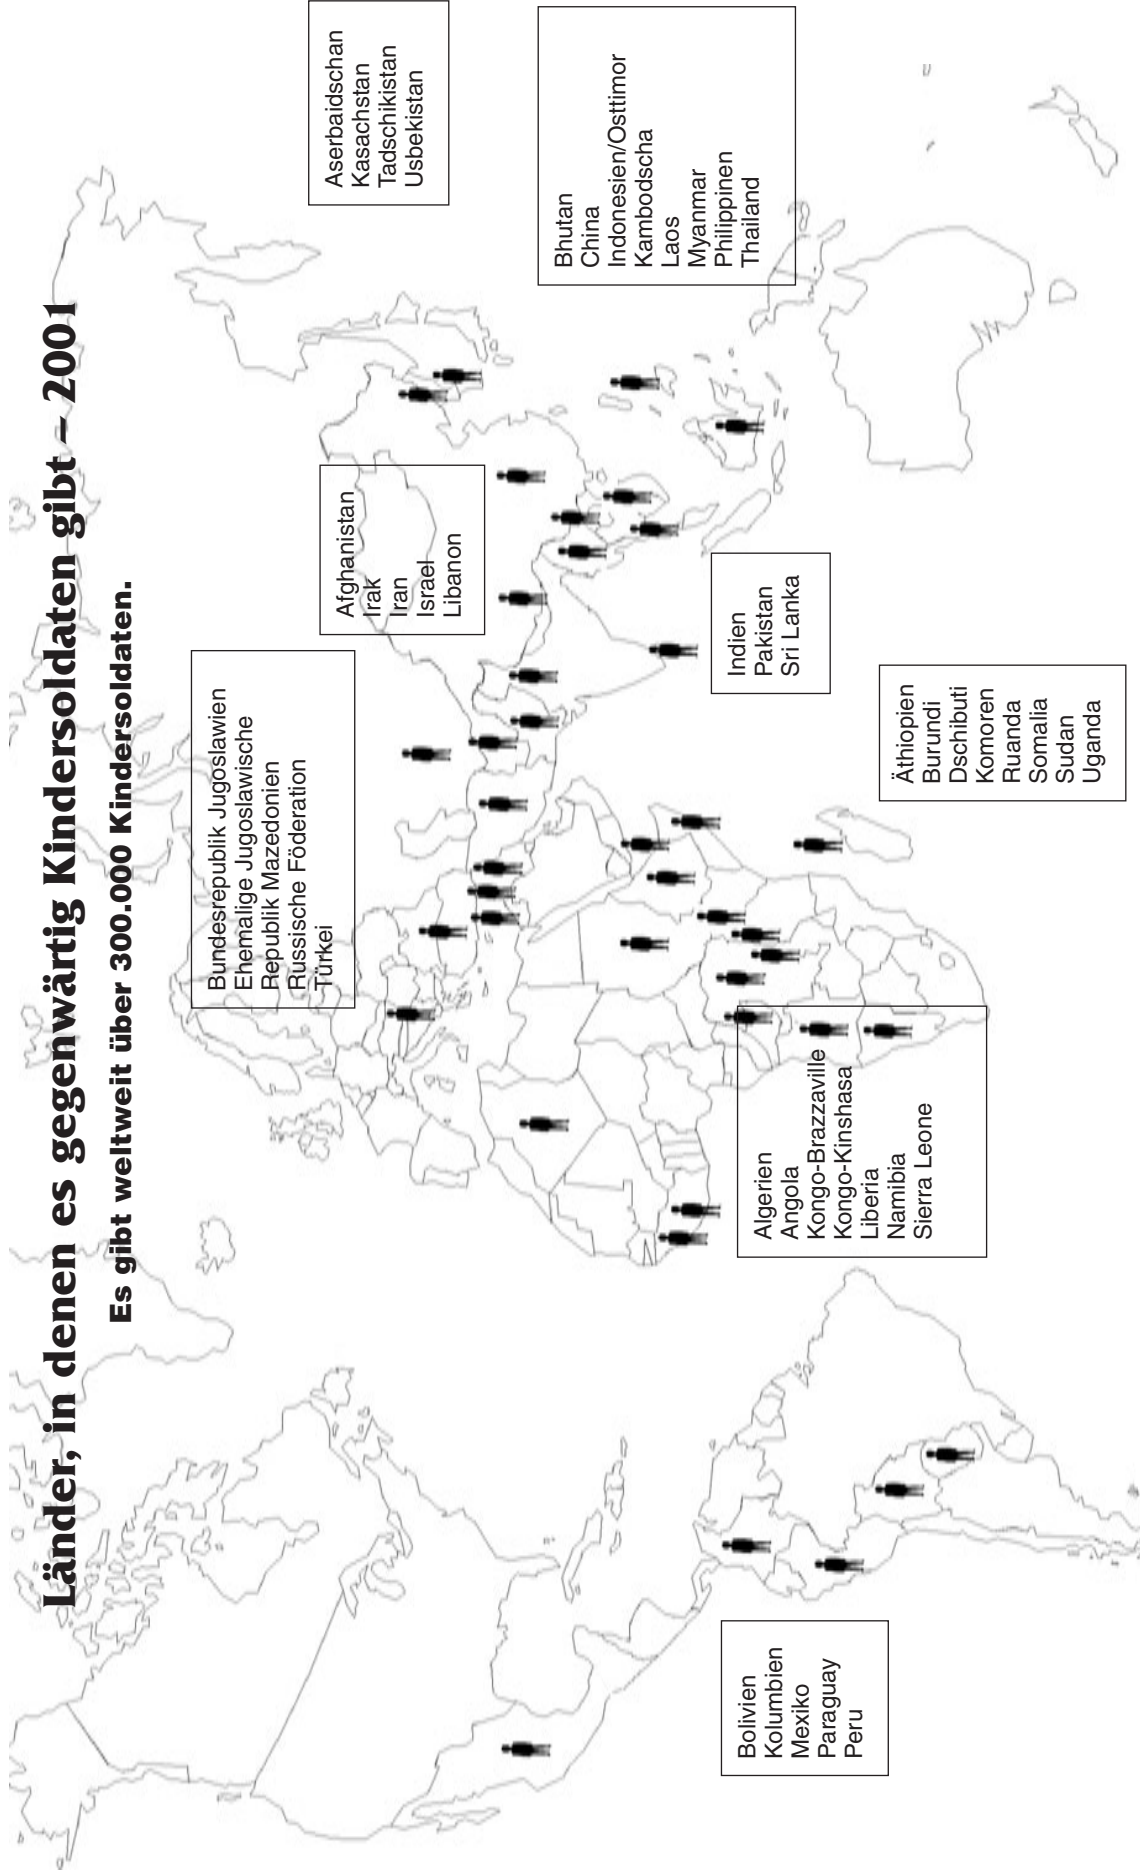 Länder, in denen es gegenwärtig Kindersoldaten gibt – 2001
Es gibt weltweit über 300.000 Kindersoldaten.
Bundesrepublik Jugoslawien
Ehemalige Jugoslawische
Republik Mazedonien
Russische Föderation
Türkei
Afghanistan
Irak
Iran
Israel
Libanon
Aserbaidschan
Kasachstan
Tadschikistan
Usbekistan
Bhutan
China
Indonesien/Osttimor
Kambodscha
Laos
Myanmar
Philippinen
Thailand
Indien
Pakistan
Sri Lanka
Äthiopien
Burundi
Dschibuti
Komoren
Ruanda
Somalia
Sudan
Uganda
Algerien
Angola
Kongo-Brazzaville
Kongo-Kinshasa
Liberia
Namibia
Sierra Leone
Bolivien
Kolumbien
Mexiko
Paraguay
Peru